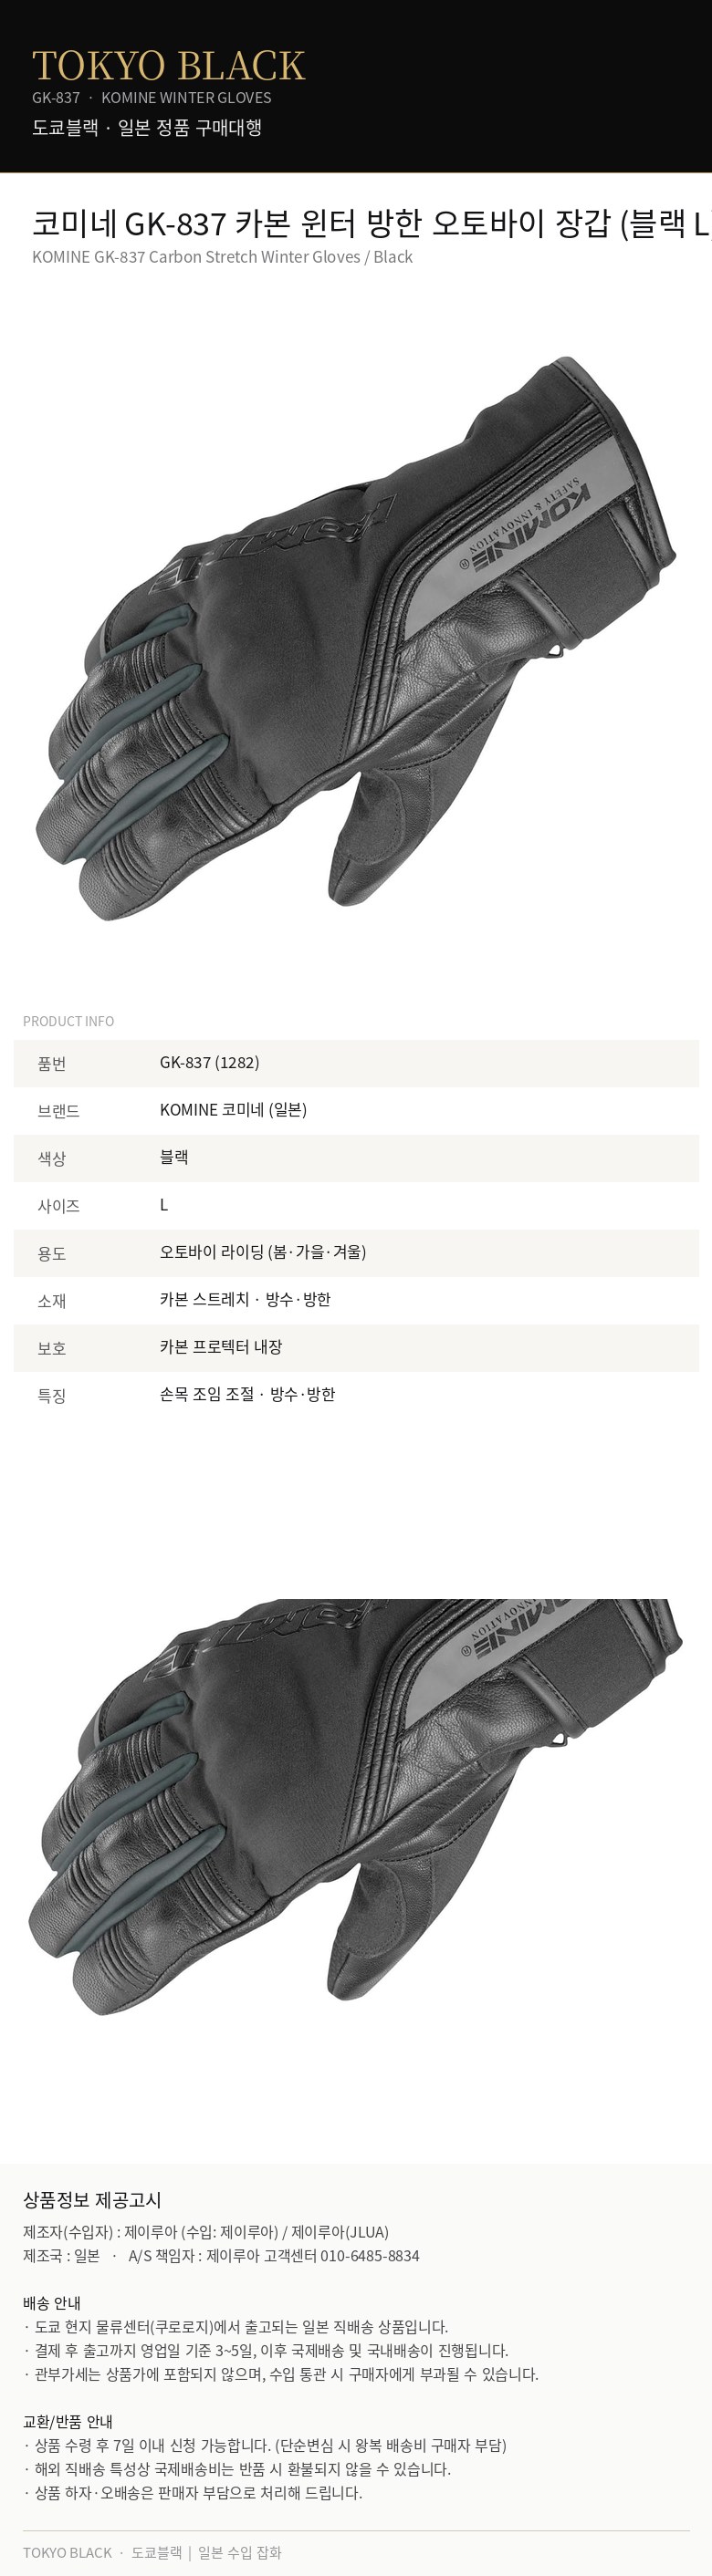 TOKYO BLACK
GK-837 · KOMINE WINTER GLOVES
도쿄블랙 · 일본 정품 구매대행
코미네 GK-837 카본 윈터 방한 오토바이 장갑 (블랙 L)
KOMINE GK-837 Carbon Stretch Winter Gloves / Black
KOMINE
KOMINE®
SAFETY & INNOVATION
PRODUCT INFO
품번 GK-837 (1282)
브랜드 KOMINE 코미네 (일본)
색상 블랙
사이즈 L
용도 오토바이 라이딩 (봄·가을·겨울)
소재 카본 스트레치 · 방수·방한
보호 카본 프로텍터 내장
특징 손목 조임 조절 · 방수·방한
OMINE®
NNOVATION
상품정보 제공고시
제조자(수입자) : 제이루아 (수입: 제이루아) / 제이루아(JLUA)
제조국 : 일본 · A/S 책임자 : 제이루아 고객센터 010-6485-8834
배송 안내
· 도쿄 현지 물류센터(쿠로로지)에서 출고되는 일본 직배송 상품입니다.
· 결제 후 출고까지 영업일 기준 3~5일, 이후 국제배송 및 국내배송이 진행됩니다.
· 관부가세는 상품가에 포함되지 않으며, 수입 통관 시 구매자에게 부과될 수 있습니다.
교환/반품 안내
· 상품 수령 후 7일 이내 신청 가능합니다. (단순변심 시 왕복 배송비 구매자 부담)
· 해외 직배송 특성상 국제배송비는 반품 시 환불되지 않을 수 있습니다.
· 상품 하자·오배송은 판매자 부담으로 처리해 드립니다.
TOKYO BLACK · 도쿄블랙 | 일본 수입 잡화